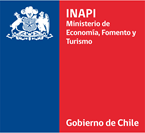 INAPI
Ministerio de
Economía, Fomento y
Turismo
Gobierno de Chile